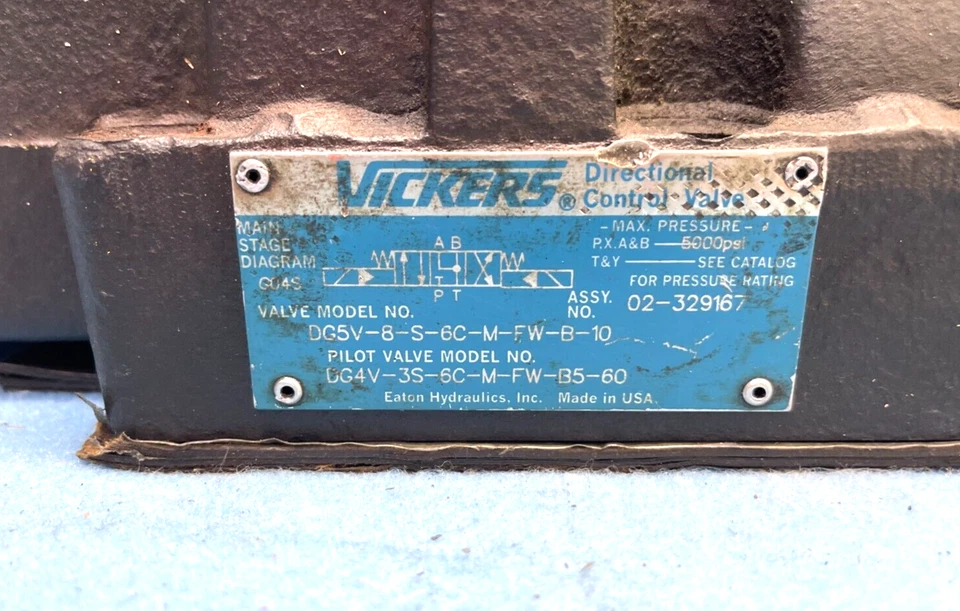 VICKERS ® Directional
Control Valve
MAIN
STAGE
DIAGRAM
G04S
A B
T
P T
- MAX. PRESSURE -
P.X.A&B — 5000psi
T&Y — SEE CATALOG
FOR PRESSURE RATING
ASSY.
NO. 02-329167
VALVE MODEL NO.
DG5V-8-S-6C-M-FW-B-10
PILOT VALVE MODEL NO.
DG4V-3S-6C-M-FW-B5-60
Eaton Hydraulics, Inc. Made in USA.